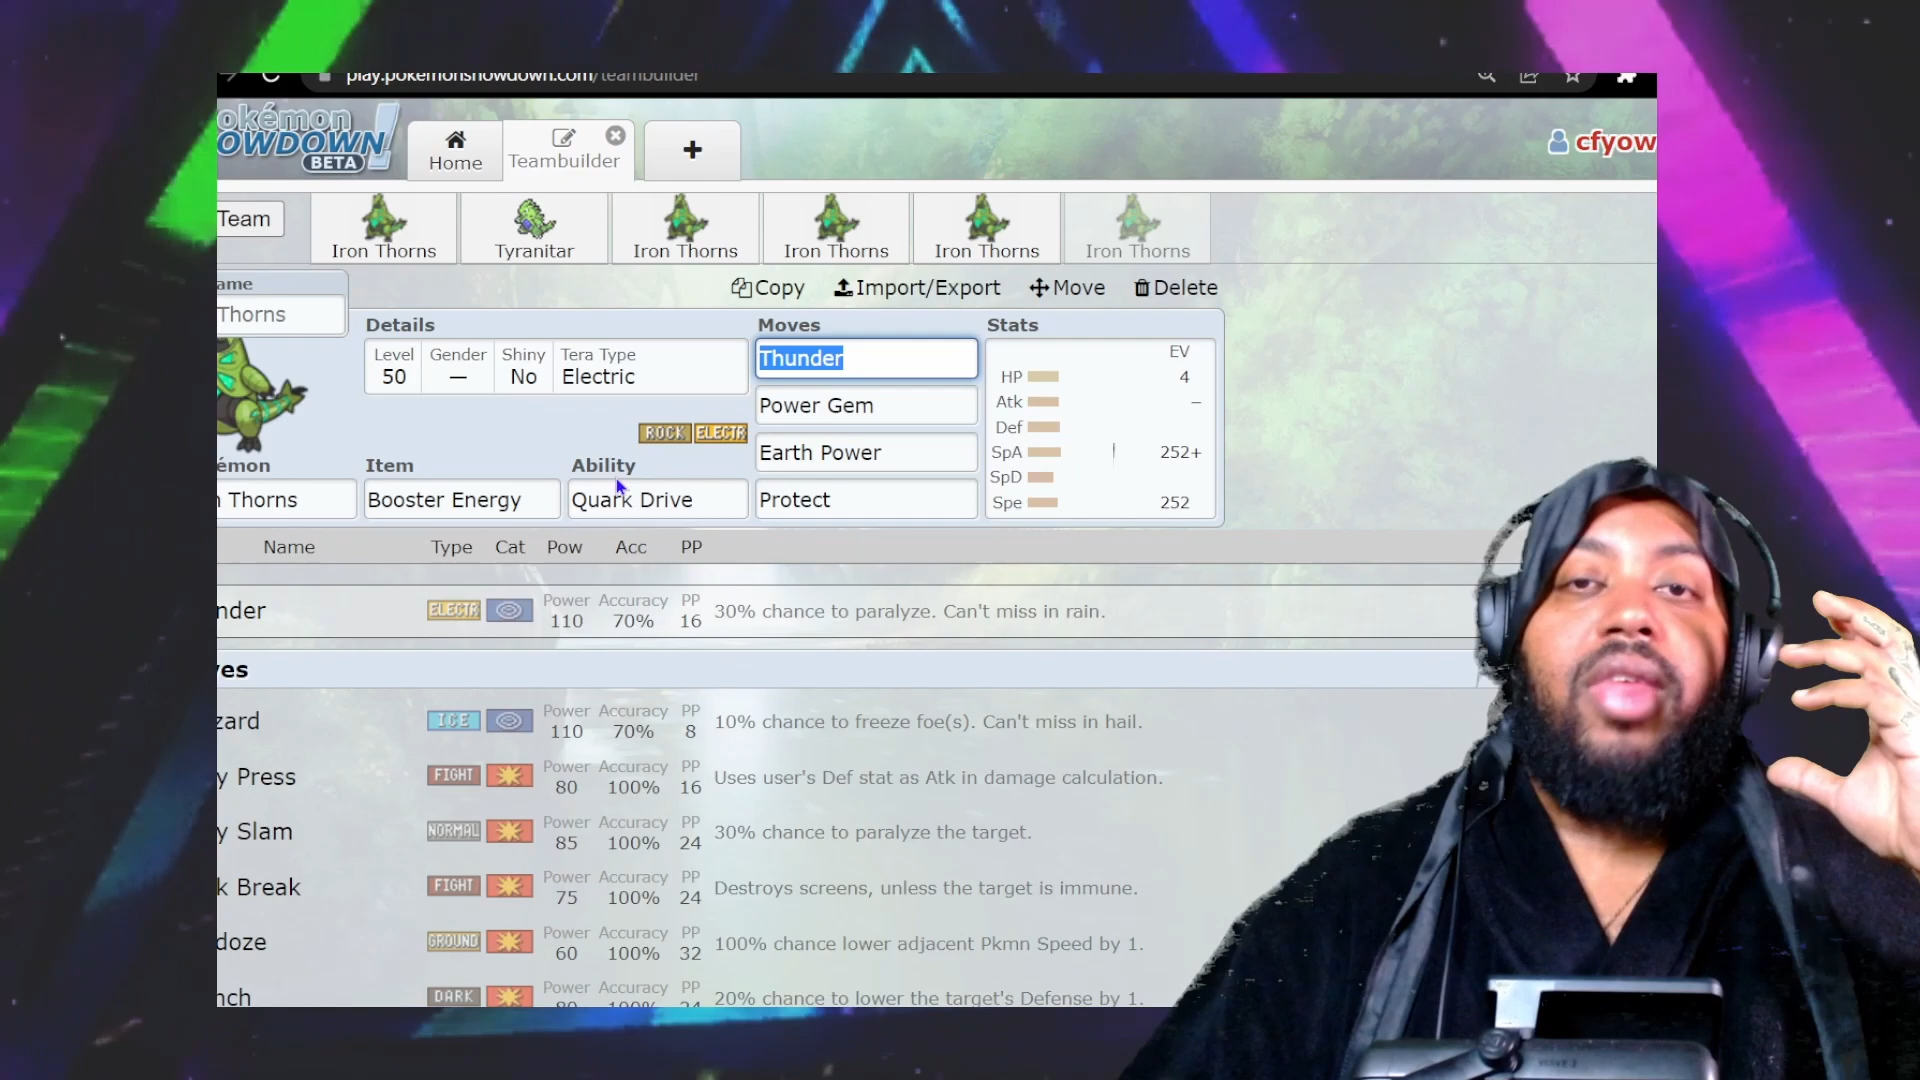 play.pokemonshowdown.com/teambuilder
okémon
OWDOWN!
BETA
Home
Teambuilder
+
cfyow
Team
Iron Thorns
Tyranitar
Iron Thorns
Iron Thorns
Iron Thorns
Iron Thorns
Copy
Import/Export
Move
Delete
ame
Thorns
Details
Level
50
Gender
—
Shiny
No
Tera Type
Electric
ROCK
ELECTR
émon
n Thorns
Item
Booster Energy
Ability
Quark Drive
Moves
Thunder
Power Gem
Earth Power
Protect
Stats
EV
HP 4
Atk –
Def
SpA 252+
SpD
Spe 252
Name Type Cat Pow Acc PP
nder ELECTR Power 110 Accuracy 70% PP 16 30% chance to paralyze. Can't miss in rain.
ves
zard ICE Power 110 Accuracy 70% PP 8 10% chance to freeze foe(s). Can't miss in hail.
y Press FIGHT Power 80 Accuracy 100% PP 16 Uses user's Def stat as Atk in damage calculation.
y Slam NORMAL Power 85 Accuracy 100% PP 24 30% chance to paralyze the target.
k Break FIGHT Power 75 Accuracy 100% PP 24 Destroys screens, unless the target is immune.
doze GROUND Power 60 Accuracy 100% PP 32 100% chance lower adjacent Pkmn Speed by 1.
nch DARK Power 80 Accuracy 100% PP 24 20% chance to lower the target's Defense by 1.